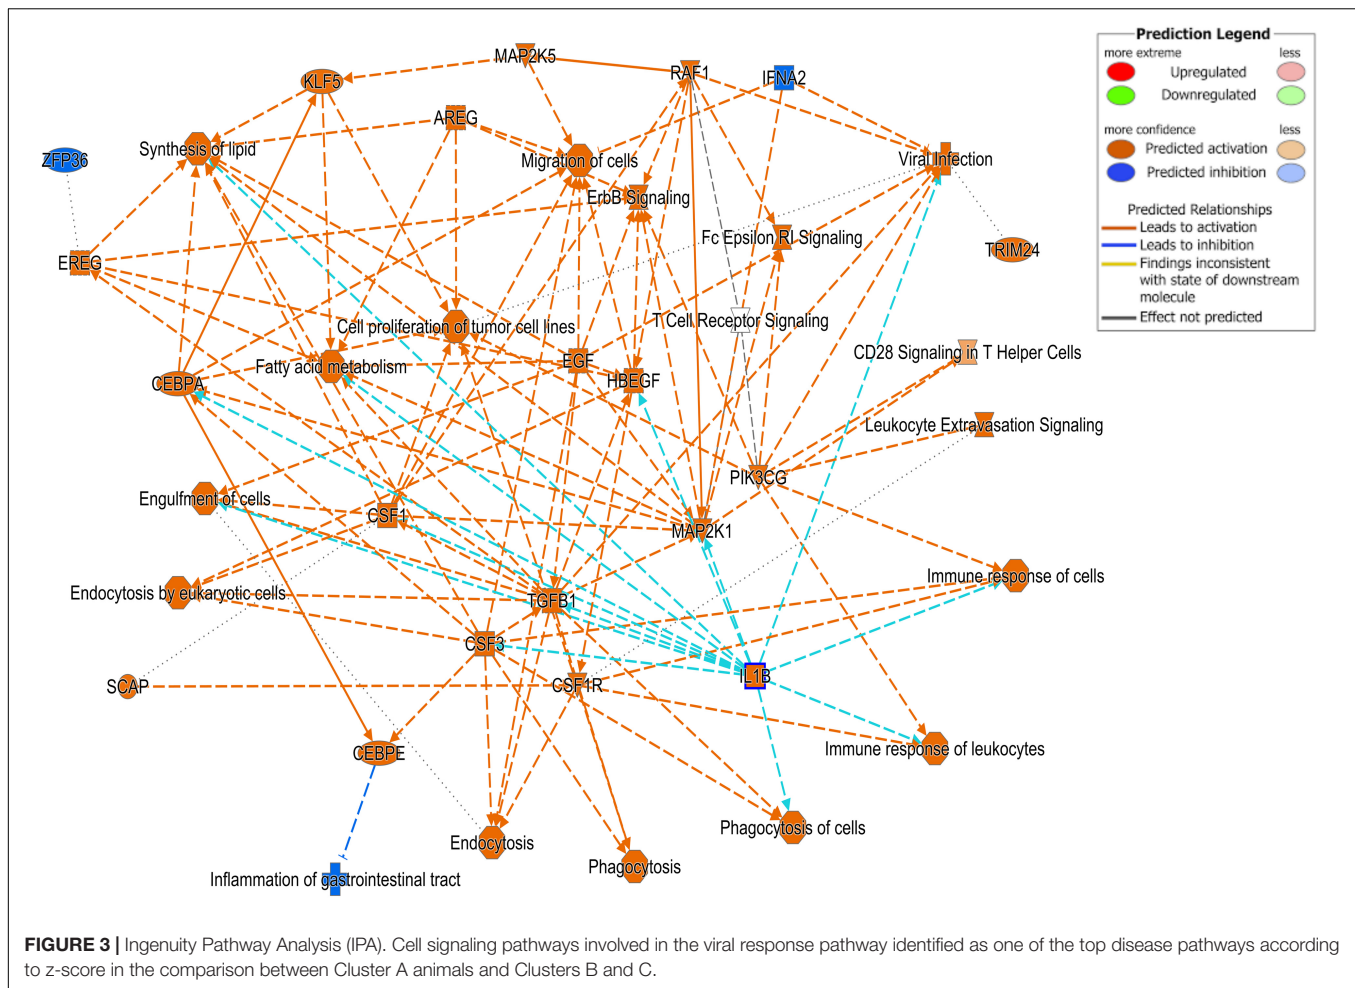 MAP2K5
RAF1
IFNA2
KLF5
AREG
ZFP36
Synthesis of lipid
Migration of cells
Viral Infection
ErbB Signaling
Fc Epsilon RI Signaling
TRIM24
EREG
T Cell Receptor Signaling
Cell proliferation of tumor cell lines
CD28 Signaling in T Helper Cells
Fatty acid metabolism
EGF
HBEGF
CEBPA
Leukocyte Extravasation Signaling
PIK3CG
Engulfment of cells
CSF1
MAP2K1
Immune response of cells
Endocytosis by eukaryotic cells
TGFB1
CSF3
IL1B
SCAP
CSF1R
CEBPE
Immune response of leukocytes
Endocytosis
Phagocytosis of cells
Phagocytosis
Inflammation of gastrointestinal tract
Prediction Legend
more extreme less
Upregulated
Downregulated
more confidence less
Predicted activation
Predicted inhibition
Predicted Relationships
Leads to activation
Leads to inhibition
Findings inconsistent
with state of downstream
molecule
Effect not predicted
FIGURE 3 | Ingenuity Pathway Analysis (IPA). Cell signaling pathways involved in the viral response pathway identified as one of the top disease pathways according
to z-score in the comparison between Cluster A animals and Clusters B and C.